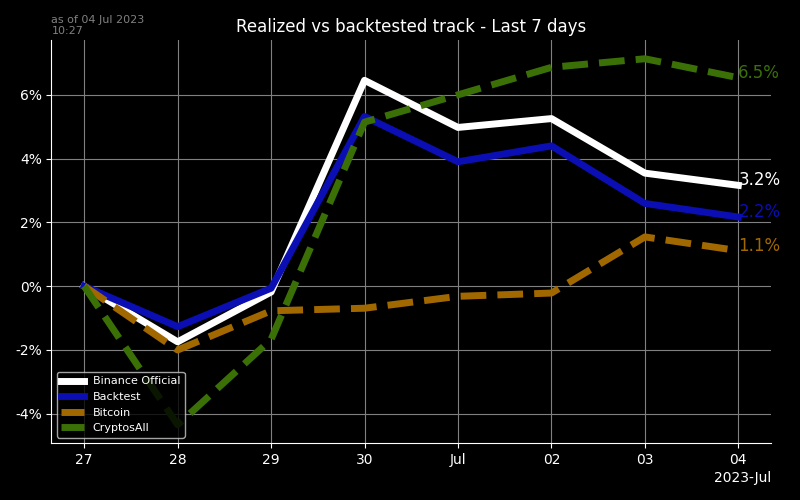 as of 04 Jul 2023
10:27
Realized vs backtested track - Last 7 days
6%
4%
2%
0%
-2%
-4%
6.5%
3.2%
2.2%
1.1%
Binance Official
Backtest
Bitcoin
CryptosAll
27 28 29 30 Jul 02 03 04
2023-Jul